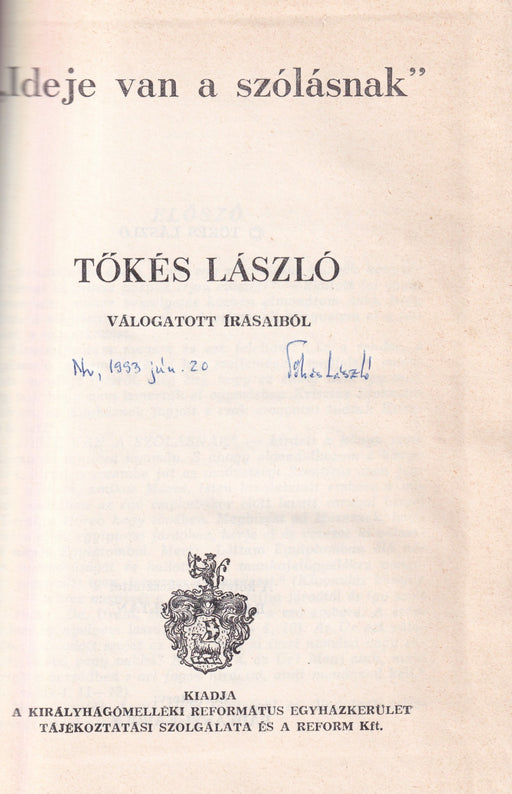 „Ideje van a szólásnak”
TŐKÉS LÁSZLÓ
VÁLOGATOTT ÍRÁSAIBÓL
Nv, 1993 jún. 20 Tőkés László
KIADJA
A KIRÁLYHÁGÓMELLÉKI REFORMÁTUS EGYHÁZKERÜLET
TÁJÉKOZTATÁSI SZOLGÁLATA ÉS A REFORM Kft.